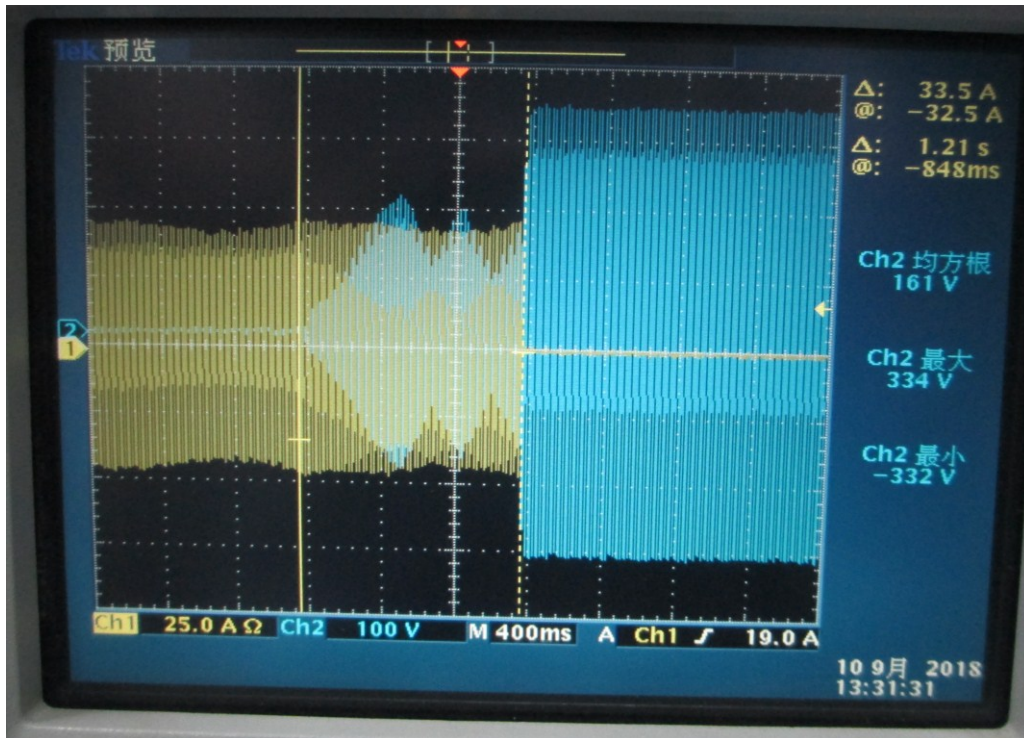 Tek 预览
Δ: 33.5 A
@: −32.5 A
Δ: 1.21 s
@: −848ms
Ch2 均方根
161 V
2
1
Ch2 最大
334 V
Ch2 最小
−332 V
Ch1 25.0 A Ω Ch2 100 V M 400ms A Ch1 ʃ 19.0 A
10 9月 2018
13:31:31